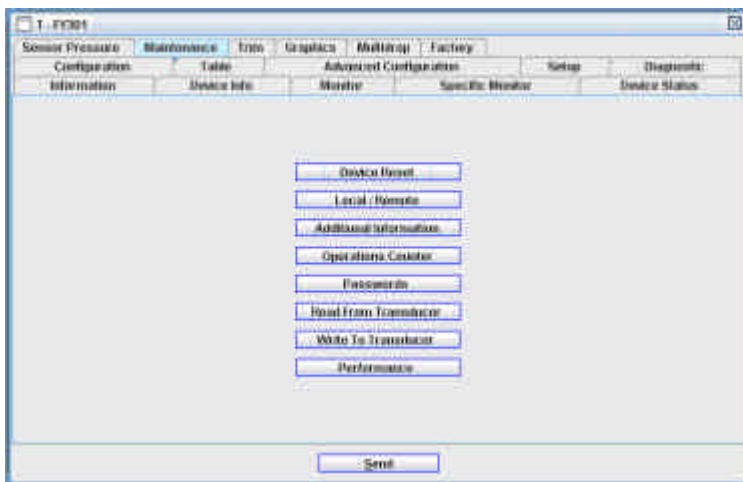 T - FY301
Sensor Pressure Maintenance Trim Graphics Multidrop Factory
Configuration Table Advanced Configuration Setup Diagnostic
Information Device Info Monitor Specific Monitor Device Status
Device Reset
Local / Remote
Additional Information
Operations Counter
Passwords
Read From Transducer
Write To Transducer
Performance
Send